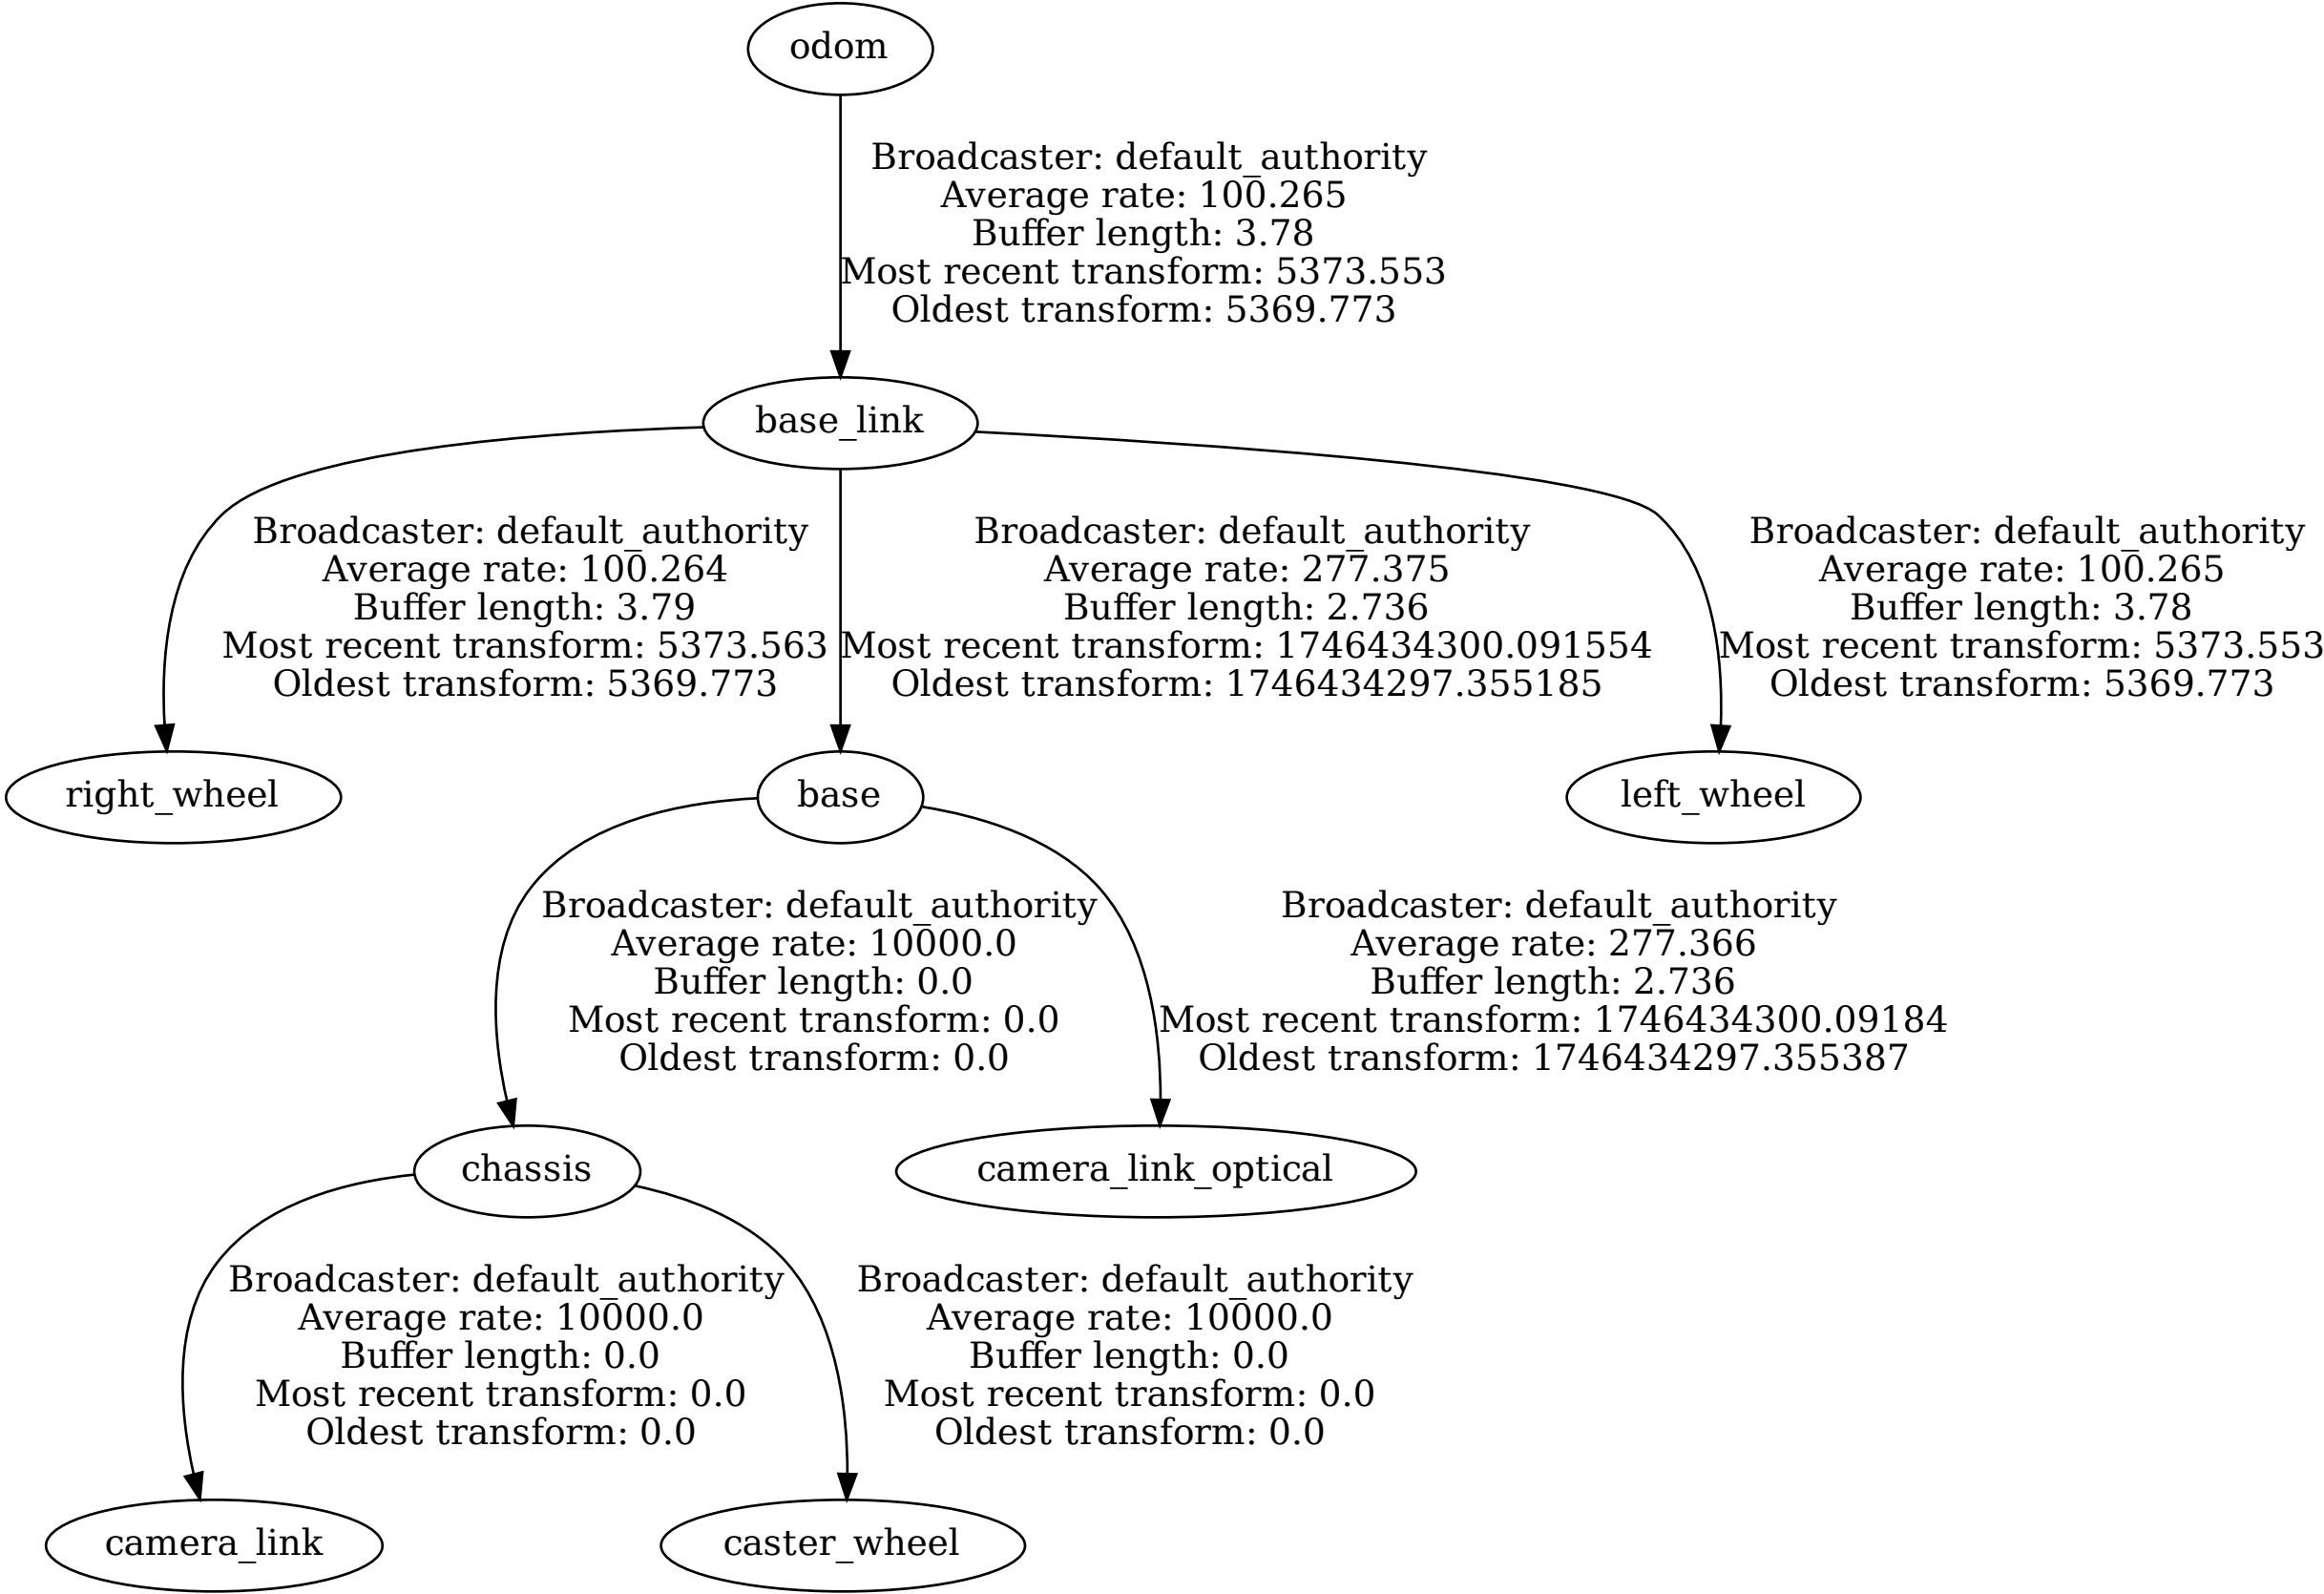 odom
Broadcaster: default_authority
Average rate: 100.265
Buffer length: 3.78
Most recent transform: 5373.553
Oldest transform: 5369.773
base_link
Broadcaster: default_authority
Average rate: 100.264
Buffer length: 3.79
Most recent transform: 5373.563
Oldest transform: 5369.773
Broadcaster: default_authority
Average rate: 277.375
Buffer length: 2.736
Most recent transform: 1746434300.091554
Oldest transform: 1746434297.355185
Broadcaster: default_authority
Average rate: 100.265
Buffer length: 3.78
Most recent transform: 5373.553
Oldest transform: 5369.773
right_wheel
base
left_wheel
Broadcaster: default_authority
Average rate: 10000.0
Buffer length: 0.0
Most recent transform: 0.0
Oldest transform: 0.0
Broadcaster: default_authority
Average rate: 277.366
Buffer length: 2.736
Most recent transform: 1746434300.09184
Oldest transform: 1746434297.355387
chassis
camera_link_optical
Broadcaster: default_authority
Average rate: 10000.0
Buffer length: 0.0
Most recent transform: 0.0
Oldest transform: 0.0
Broadcaster: default_authority
Average rate: 10000.0
Buffer length: 0.0
Most recent transform: 0.0
Oldest transform: 0.0
camera_link
caster_wheel